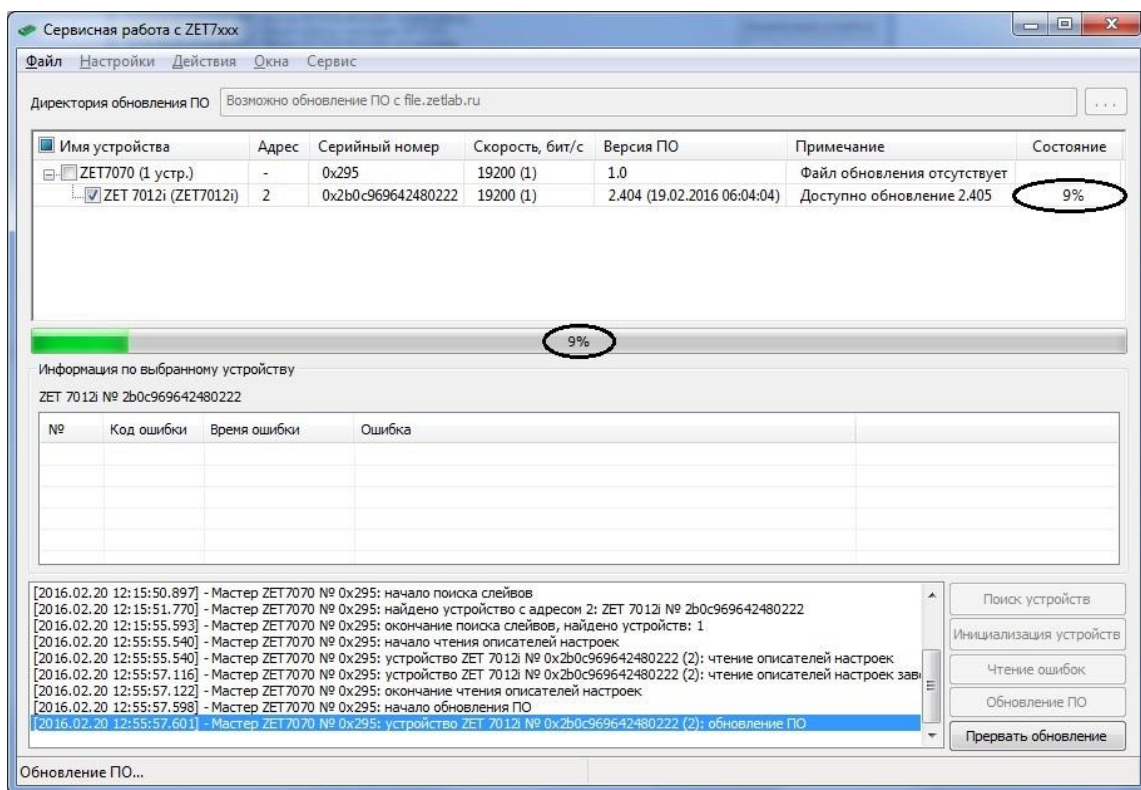 Сервисная работа с ZET7xxx
Файл Настройки Действия Окна Сервис
Директория обновления ПО Возможно обновление ПО с file.zetlab.ru ...
Имя устройства Адрес Серийный номер Скорость, бит/с Версия ПО Примечание Состояние
ZET7070 (1 устр.) - 0x295 19200 (1) 1.0 Файл обновления отсутствует
ZET 7012i (ZET7012i) 2 0x2b0c969642480222 19200 (1) 2.404 (19.02.2016 06:04:04) Доступно обновление 2.405 9%
9%
Информация по выбранному устройству
ZET 7012i № 2b0c969642480222
№ Код ошибки Время ошибки Ошибка
[2016.02.20 12:15:50.897] - Мастер ZET7070 № 0x295: начало поиска слейвов
[2016.02.20 12:15:51.770] - Мастер ZET7070 № 0x295: найдено устройство с адресом 2: ZET 7012i № 2b0c969642480222
[2016.02.20 12:15:55.593] - Мастер ZET7070 № 0x295: окончание поиска слейвов, найдено устройств: 1
[2016.02.20 12:55:55.540] - Мастер ZET7070 № 0x295: начало чтения описателей настроек
[2016.02.20 12:55:55.540] - Мастер ZET7070 № 0x295: устройство ZET 7012i № 0x2b0c969642480222 (2): чтение описателей настроек
[2016.02.20 12:55:57.116] - Мастер ZET7070 № 0x295: устройство ZET 7012i № 0x2b0c969642480222 (2): чтение описателей настроек зав
[2016.02.20 12:55:57.122] - Мастер ZET7070 № 0x295: окончание чтения описателей настроек
[2016.02.20 12:55:57.598] - Мастер ZET7070 № 0x295: начало обновления ПО
[2016.02.20 12:55:57.601] - Мастер ZET7070 № 0x295: устройство ZET 7012i № 0x2b0c969642480222 (2): обновление ПО
Поиск устройств
Инициализация устройств
Чтение ошибок
Обновление ПО
Прервать обновление
Обновление ПО...